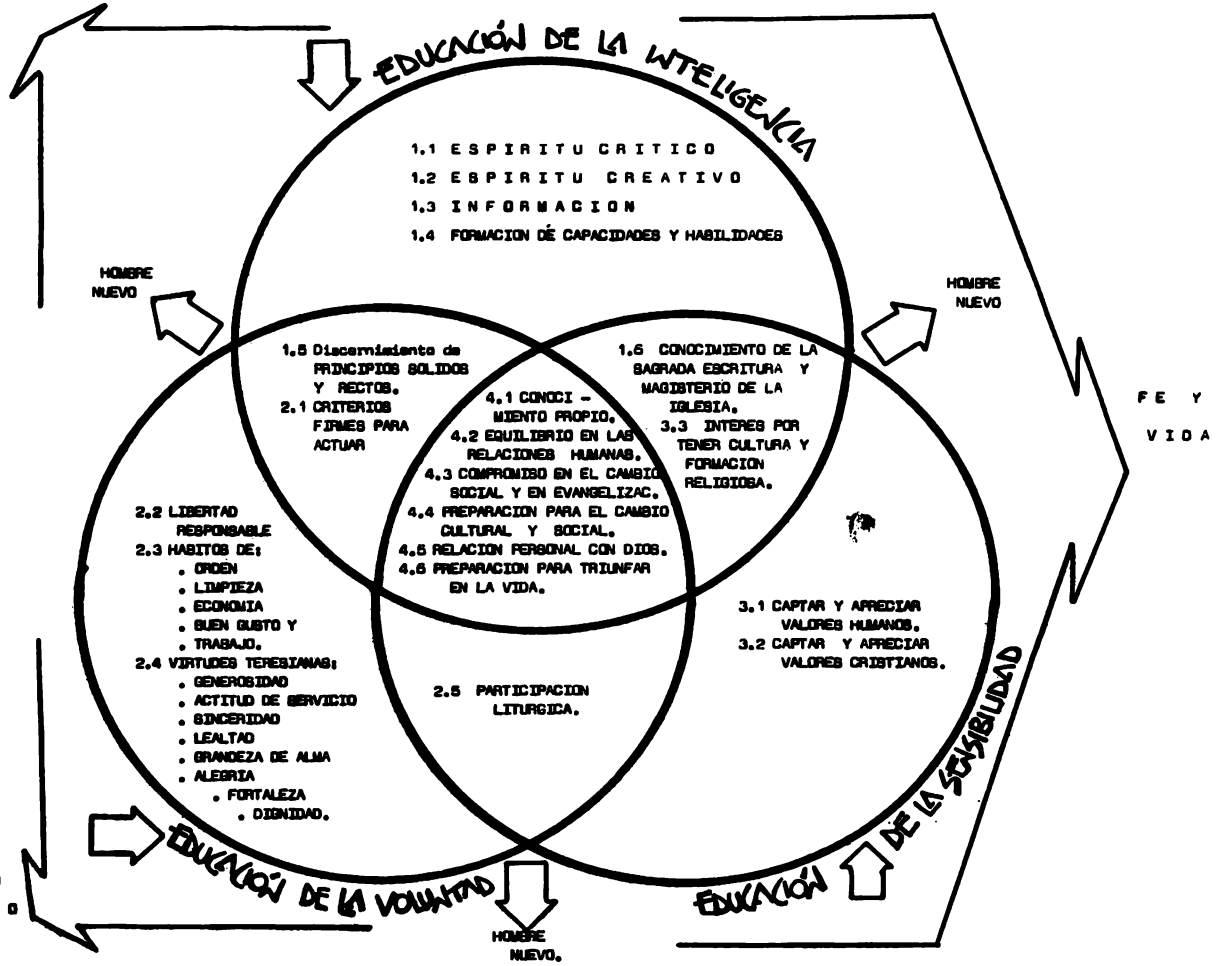 EDUCACIÓN DE LA INTELIGENCIA
1.1 ESPIRITU CRITICO
1.2 ESPIRITU CREATIVO
1.3 INFORMACION
1.4 FORMACION DÉ CAPACIDADES Y HABILIDADES
HOMBRE
NUEVO
HOMBRE
NUEVO
1.5 Discernimiento de
PRINCIPIOS SOLIDOS
Y RECTOS.
2.1 CRITERIOS
FIRMES PARA
ACTUAR
1.6 CONOCIMIENTO DE LA
SAGRADA ESCRITURA Y
MAGISTERIO DE LA
IGLESIA.
3.3 INTERES POR
TENER CULTURA Y
FORMACION
RELIGIOSA.
4.1 CONOCI -
MIENTO PROPIO.
4.2 EQUILIBRIO EN LAS
RELACIONES HUMANAS.
4.3 COMPROMISO EN EL CAMBIO
SOCIAL Y EN EVANGELIZAC.
4.4 PREPARACION PARA EL CAMBIO
CULTURAL Y SOCIAL.
4.5 RELACION PERSONAL CON DIOS.
4.6 PREPARACION PARA TRIUNFAR
EN LA VIDA.
FE Y
VIDA
2.2 LIBERTAD
RESPONSABLE
2.3 HABITOS DE:
. ORDEN
. LIMPIEZA
. ECONOMIA
. BUEN GUSTO Y
. TRABAJO.
2.4 VIRTUDES TERESIANAS:
. GENEROSIDAD
. ACTITUD DE SERVICIO
. SINCERIDAD
. LEALTAD
. GRANDEZA DE ALMA
. ALEGRIA
. FORTALEZA
. DIGNIDAD.
3.1 CAPTAR Y APRECIAR
VALORES HUMANOS.
3.2 CAPTAR Y APRECIAR
VALORES CRISTIANOS.
2.5 PARTICIPACION
LITURGICA.
EDUCACIÓN DE LA VOLUNTAD
EDUCACIÓN DE LA SENSIBILIDAD
HOMBRE
NUEVO.